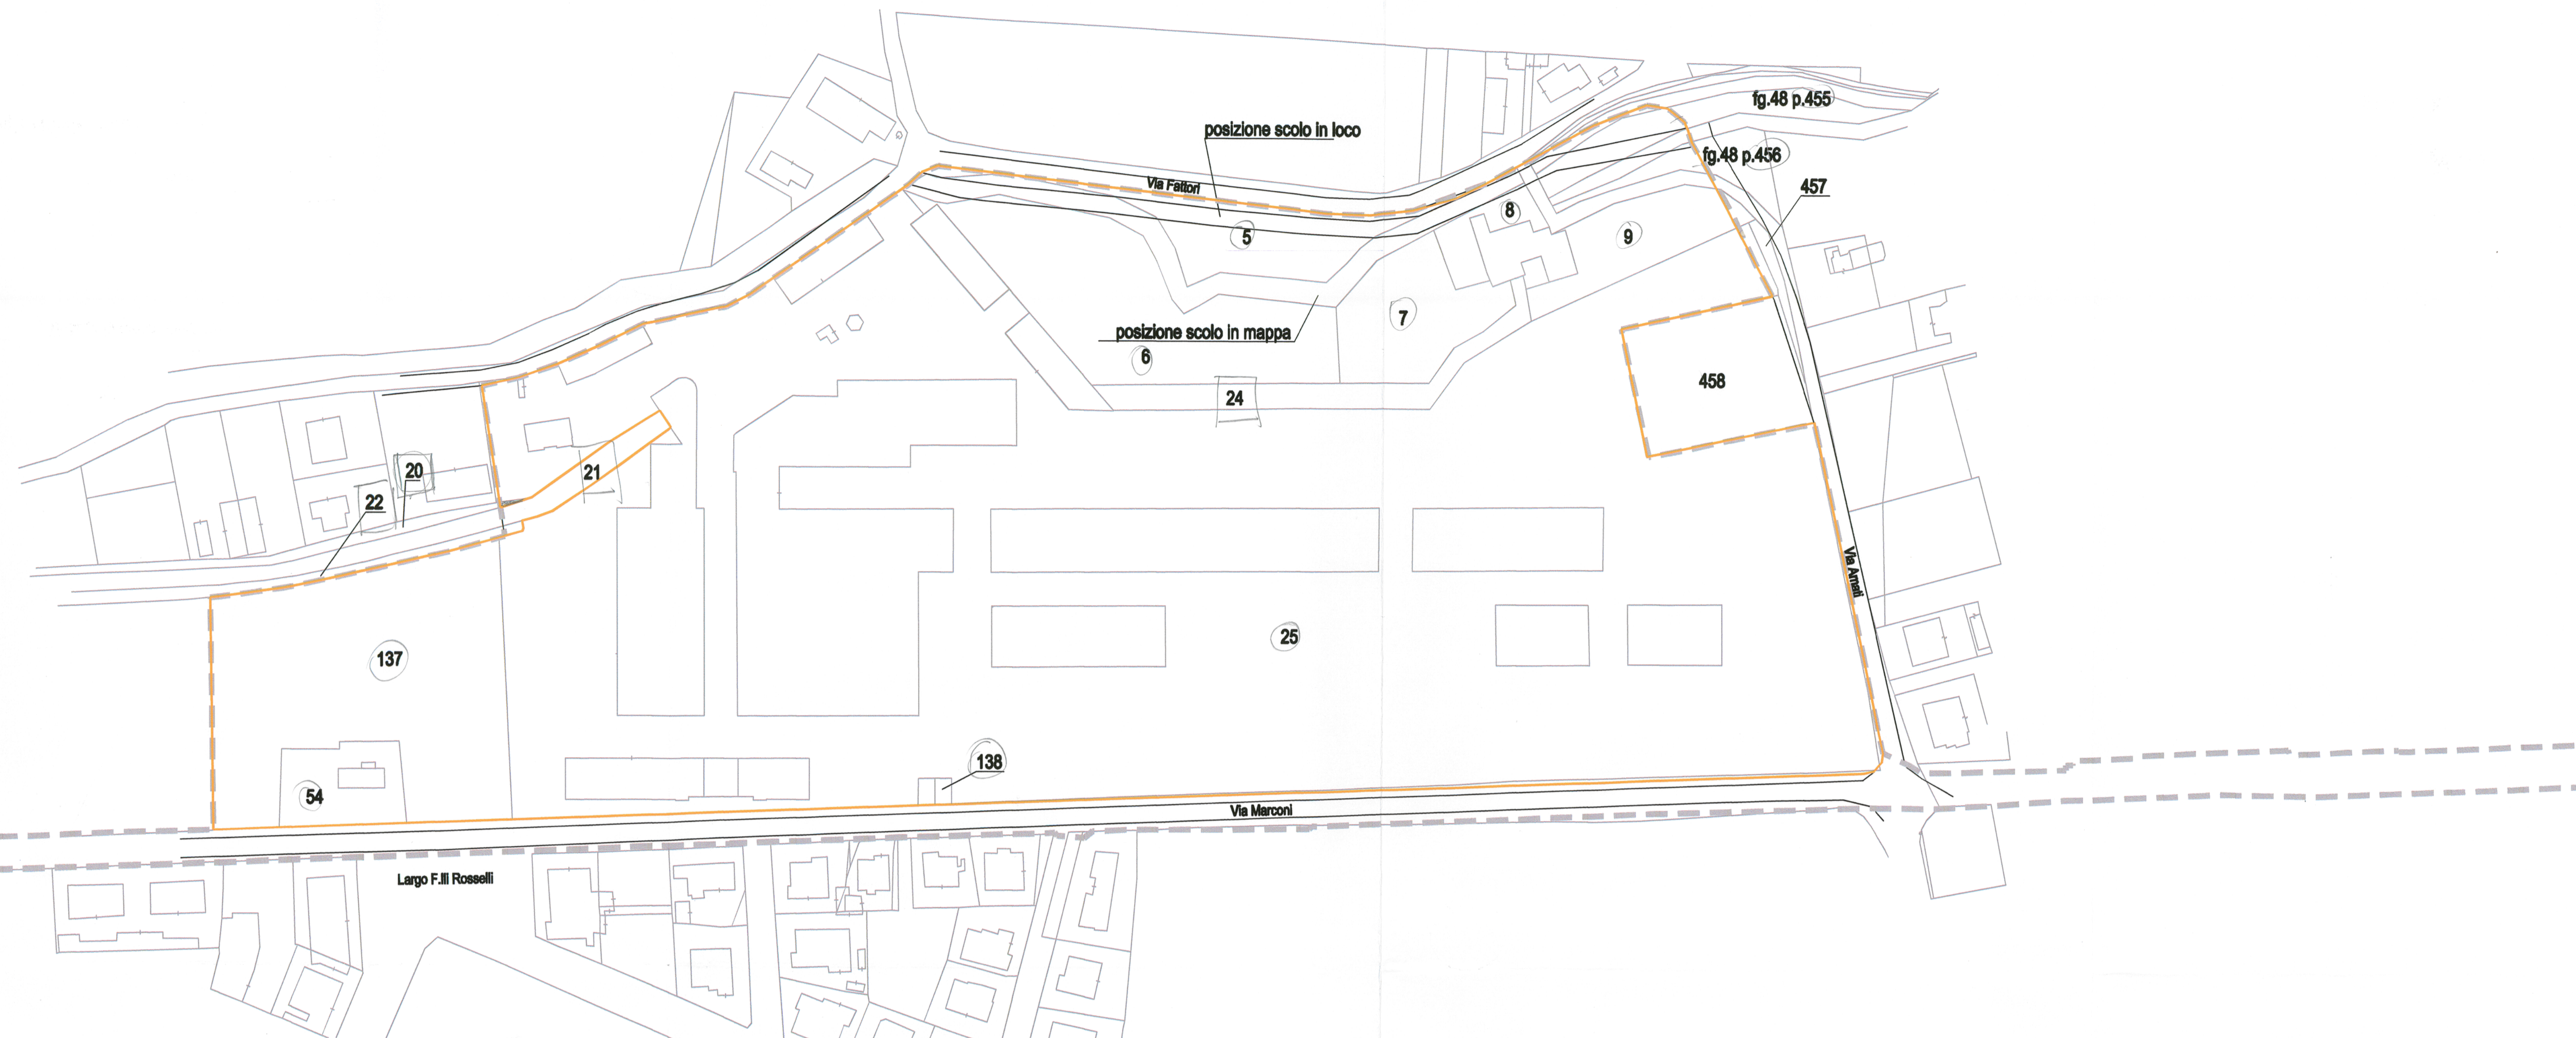 fg.48 p.455
posizione scolo in loco
fg.48 p.456
Via Fattori
457
8
5
9
7
posizione scolo in mappa
6
458
24
20
21
22
Via Amati
25
137
138
54
Via Marconi
Largo F.lli Rosselli